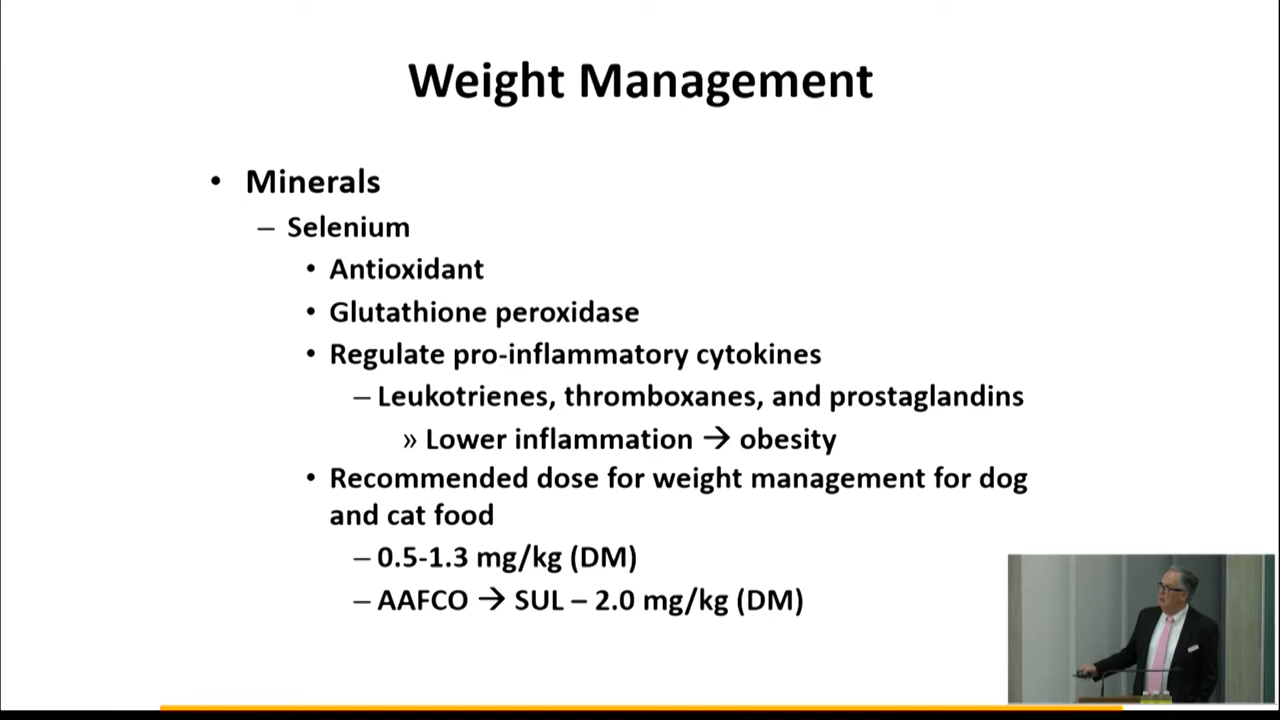 Weight Management
• Minerals
– Selenium
• Antioxidant
• Glutathione peroxidase
• Regulate pro-inflammatory cytokines
– Leukotrienes, thromboxanes, and prostaglandins
» Lower inflammation → obesity
• Recommended dose for weight management for dog
and cat food
– 0.5-1.3 mg/kg (DM)
– AAFCO → SUL – 2.0 mg/kg (DM)